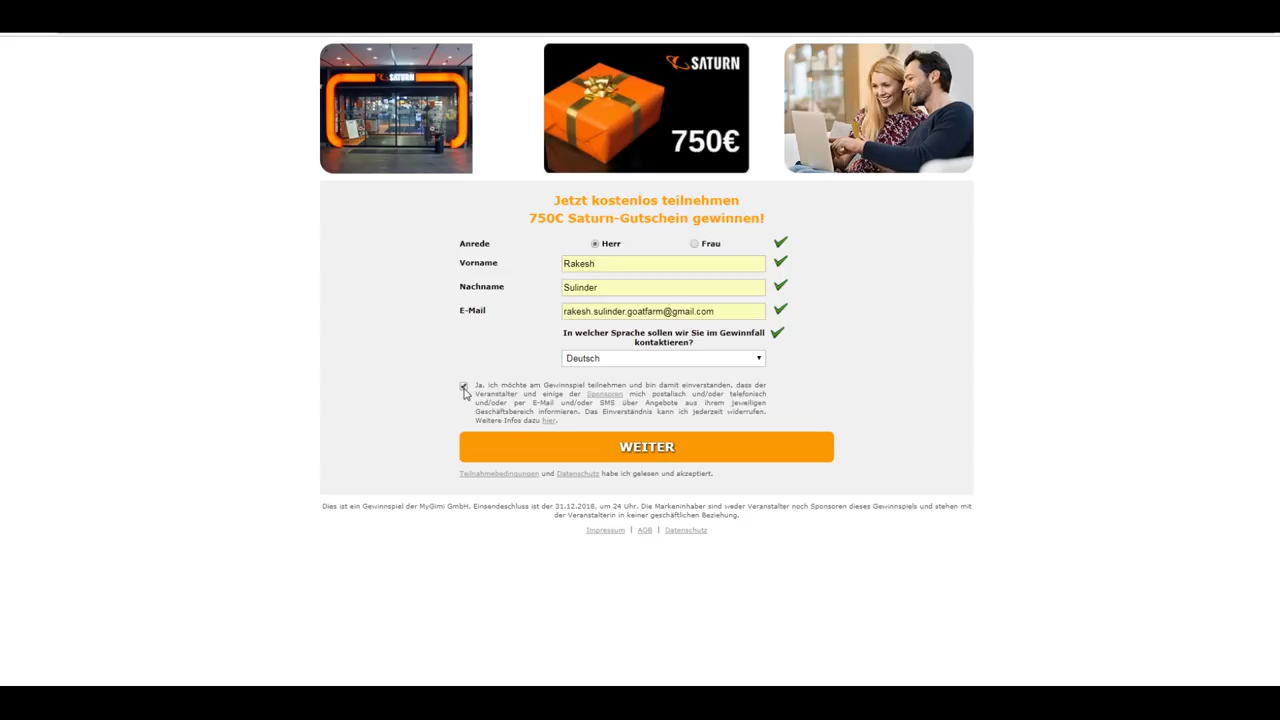 SATURN
SATURN
750€
Jetzt kostenlos teilnehmen
750€ Saturn-Gutschein gewinnen!
Anrede Herr Frau
Vorname Rakesh
Nachname Sulinder
E-Mail rakesh.sulinder.goatfarm@gmail.com
In welcher Sprache sollen wir Sie im Gewinnfall
kontaktieren?
Deutsch
Ja, ich möchte am Gewinnspiel teilnehmen und bin damit einverstanden, dass der
Veranstalter und einige der Sponsoren mich postalisch und/oder telefonisch
und/oder per E-Mail und/oder SMS über Angebote aus ihrem jeweiligen
Geschäftsbereich informieren. Das Einverständnis kann ich jederzeit widerrufen.
Weitere Infos dazu hier.
WEITER
Teilnahmebedingungen und Datenschutz habe ich gelesen und akzeptiert.
Dies ist ein Gewinnspiel der MyGimi GmbH. Einsendeschluss ist der 31.12.2018, um 24 Uhr. Die Markeninhaber sind weder Veranstalter noch Sponsoren dieses Gewinnspiels und stehen mit
der Veranstalterin in keiner geschäftlichen Beziehung.
Impressum | AGB | Datenschutz